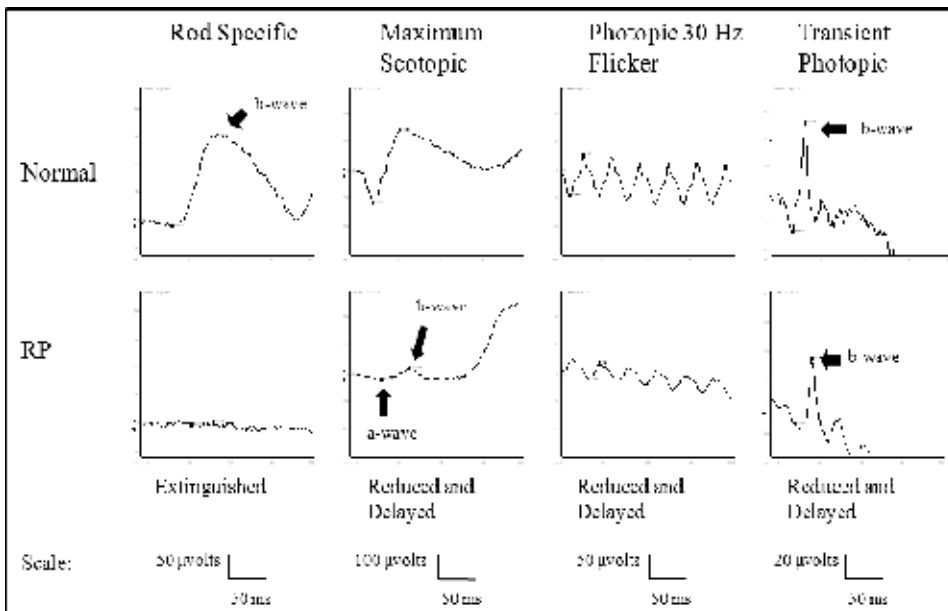 Rod Specific
Maximum
Scotopic
Photopic 30 Hz
Flicker
Transient
Photopic
Normal
b-wave
b-wave
RP
b-wave
a-wave
b-wave
Extinguished
Reduced and
Delayed
Reduced and
Delayed
Reduced and
Delayed
Scale:
50 µvolts
50 ms
100 µvolts
50 ms
50 µvolts
50 ms
20 µvolts
50 ms